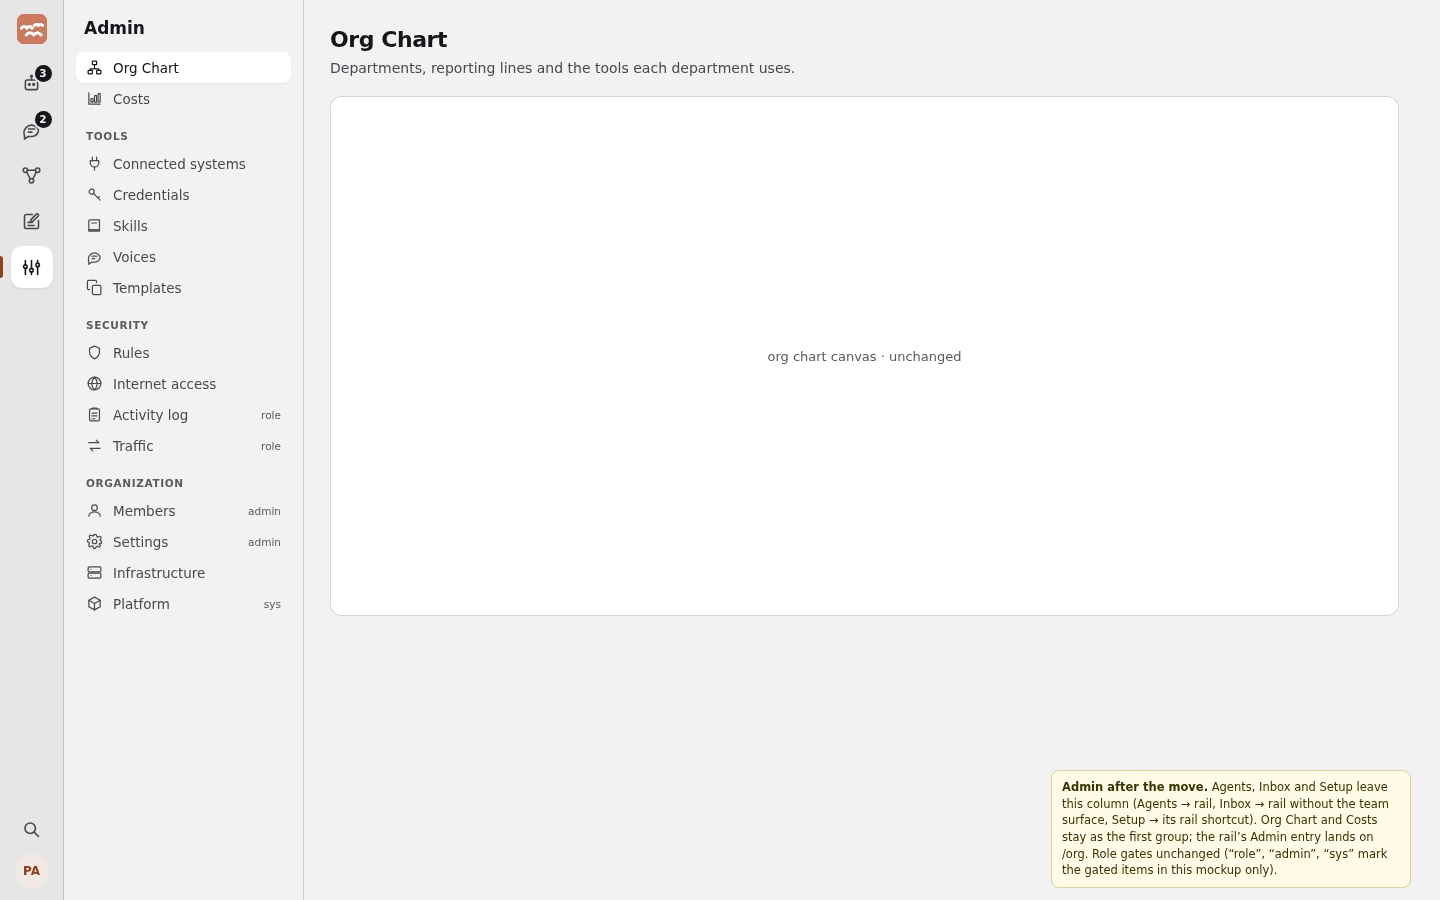 3
2
PA
Admin
Org Chart
Costs
TOOLS
Connected systems
Credentials
Skills
Voices
Templates
SECURITY
Rules
Internet access
Activity log role
Traffic role
ORGANIZATION
Members admin
Settings admin
Infrastructure
Platform sys
Org Chart
Departments, reporting lines and the tools each department uses.
org chart canvas · unchanged
Admin after the move. Agents, Inbox and Setup leave
this column (Agents → rail, Inbox → rail without the team
surface, Setup → its rail shortcut). Org Chart and Costs
stay as the first group; the rail’s Admin entry lands on
/org. Role gates unchanged (“role”, “admin”, “sys” mark
the gated items in this mockup only).